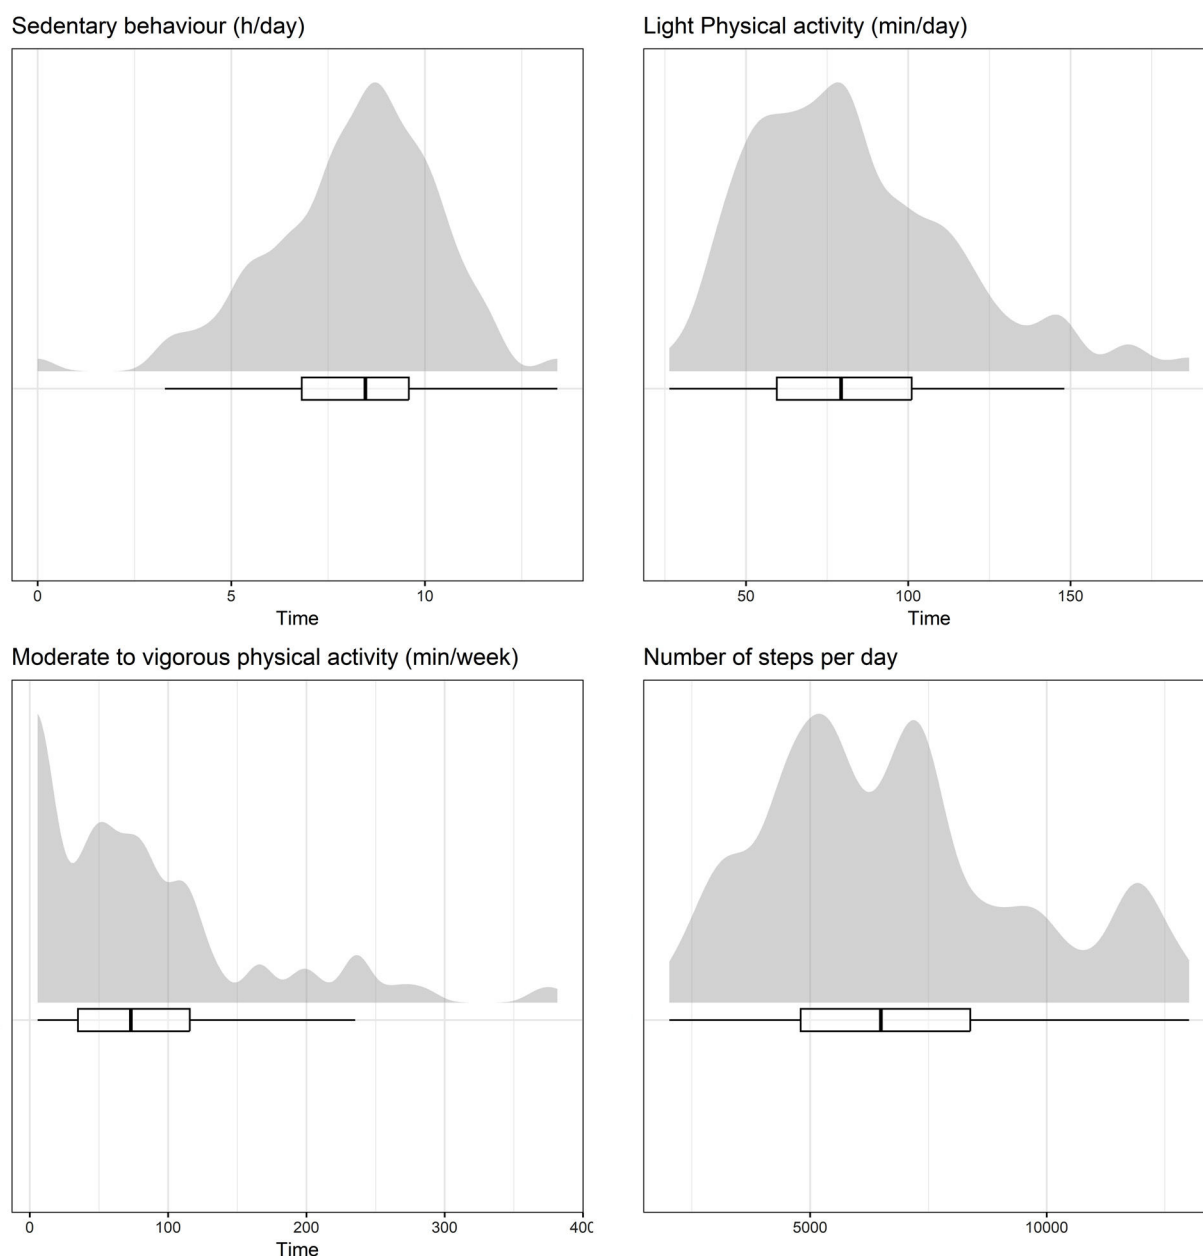 Sedentary behaviour (h/day)
0 5 10
Time
Light Physical activity (min/day)
50 100 150
Time
Moderate to vigorous physical activity (min/week)
0 100 200 300 400
Time
Number of steps per day
5000 10000